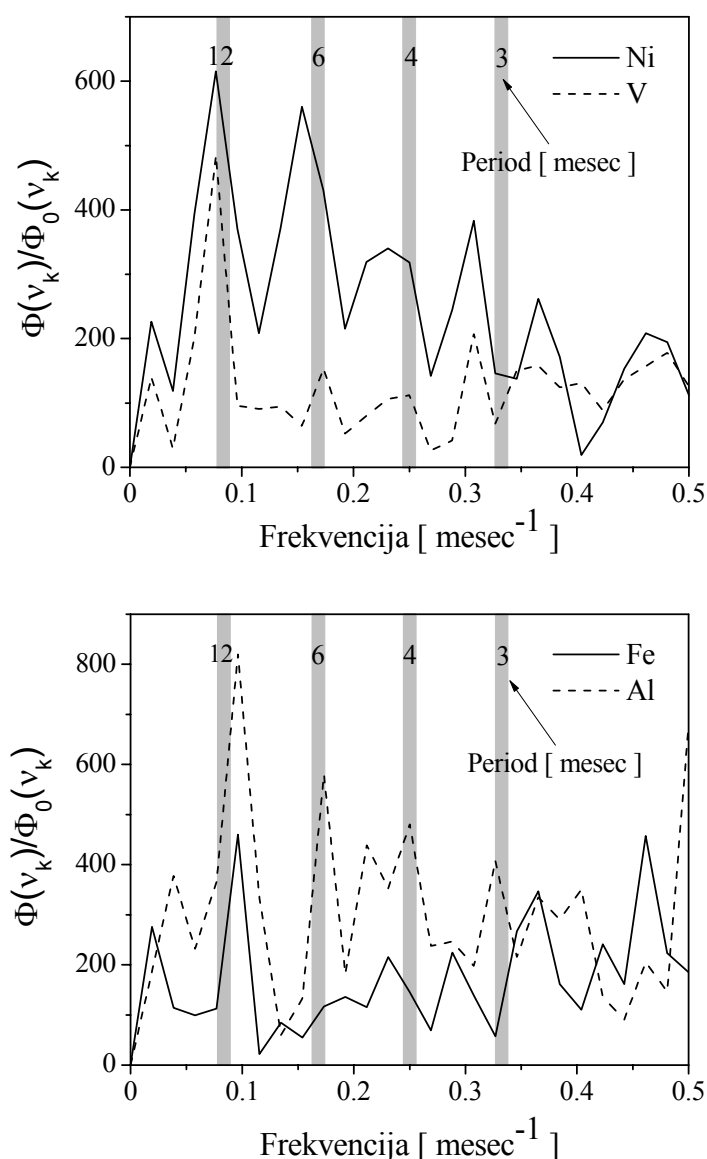 12 6 4 3 Ni
V
Period [ mesec ]
600
400
200
0
Φ(ν_k)/Φ_0(ν_k)
0 0.1 0.2 0.3 0.4 0.5
Frekvencija [ mesec^-1 ]
12 6 4 3 Fe
Al
Period [ mesec ]
800
600
400
200
0
Φ(ν_k)/Φ_0(ν_k)
0 0.1 0.2 0.3 0.4 0.5
Frekvencija [ mesec^-1 ]